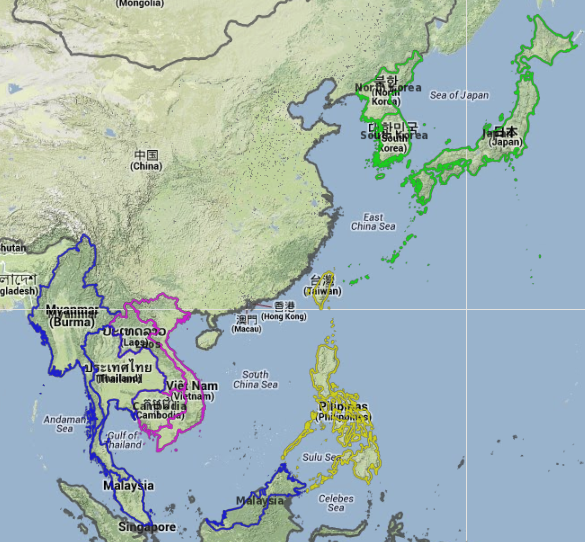 (Mongolia)
북한
North Korea
(North
Korea)
Sea of Japan
대한민국
South Korea
(South
Korea)
Japan
日本
(Japan)
中国
(China)
East
China Sea
hutan
gladesh)
台灣
(Taiwan)
香港
(Hong Kong)
澳門
(Macau)
Myanmar
(Burma)
ປະເທດລາວ
(Laos)
Laos
ประเทศไทย
(Thailand)
Việt Nam
(Vietnam)
Cambodia
(Cambodia)
South
China Sea
Pilipinas
(Philippines)
Andaman
Sea
Gulf of
Thailand
Sulu Sea
Malaysia
Malaysia
Celebes
Sea
Singapore